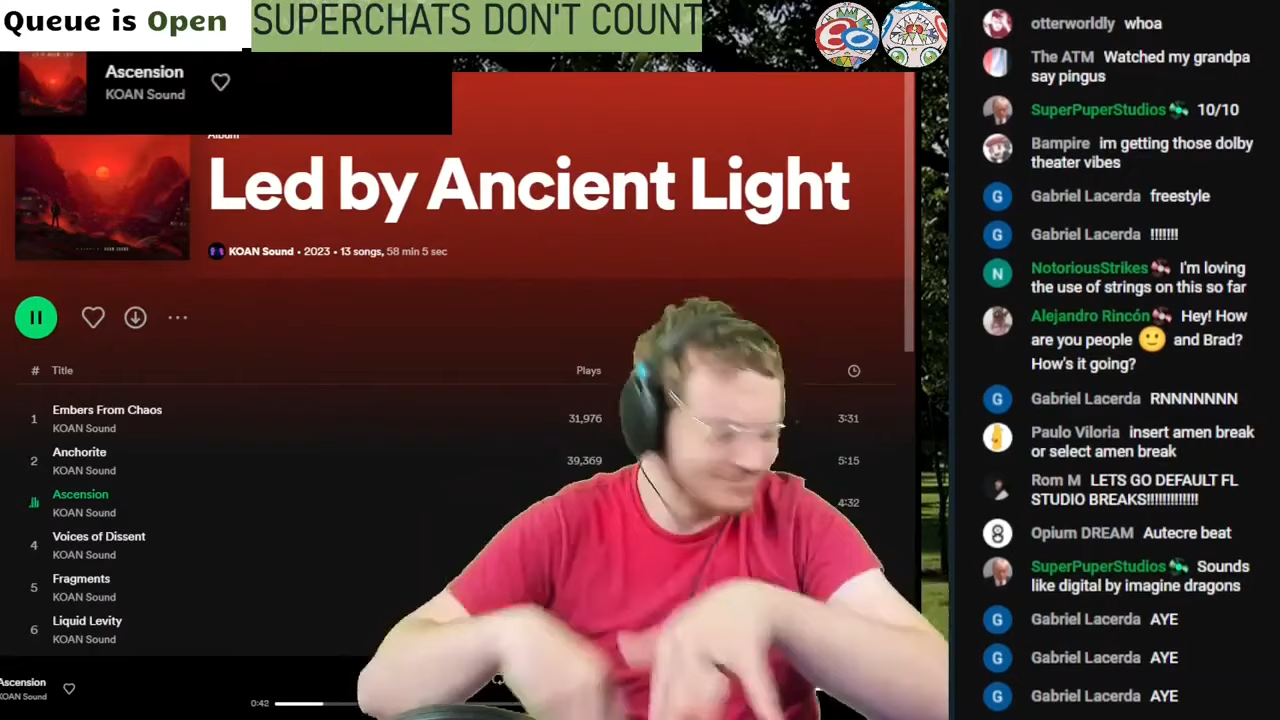 Queue is Open
SUPERCHATS DON'T COUNT
Ascension
KOAN Sound
Album
Led by Ancient Light
KOAN Sound • 2023 • 13 songs, 58 min 5 sec
# Title Plays
1 Embers From Chaos 31,976 3:31
KOAN Sound
2 Anchorite 39,369 5:15
KOAN Sound
Ascension 4:32
KOAN Sound
4 Voices of Dissent
KOAN Sound
5 Fragments
KOAN Sound
6 Liquid Levity
KOAN Sound
Ascension
KOAN Sound
0:42
otterworldly whoa
The ATM Watched my grandpa
say pingus
SuperPuperStudios 10/10
Bampire im getting those dolby
theater vibes
G Gabriel Lacerda freestyle
G Gabriel Lacerda !!!!!!!
N NotoriousStrikes I'm loving
the use of strings on this so far
Alejandro Rincón Hey! How
are you people 🙂 and Brad?
How's it going?
G Gabriel Lacerda RNNNNNNN
Paulo Viloria insert amen break
or select amen break
Rom M LETS GO DEFAULT FL
STUDIO BREAKS!!!!!!!!!!!!!
8 Opium DREAM Autecre beat
SuperPuperStudios Sounds
like digital by imagine dragons
G Gabriel Lacerda AYE
G Gabriel Lacerda AYE
G Gabriel Lacerda AYE